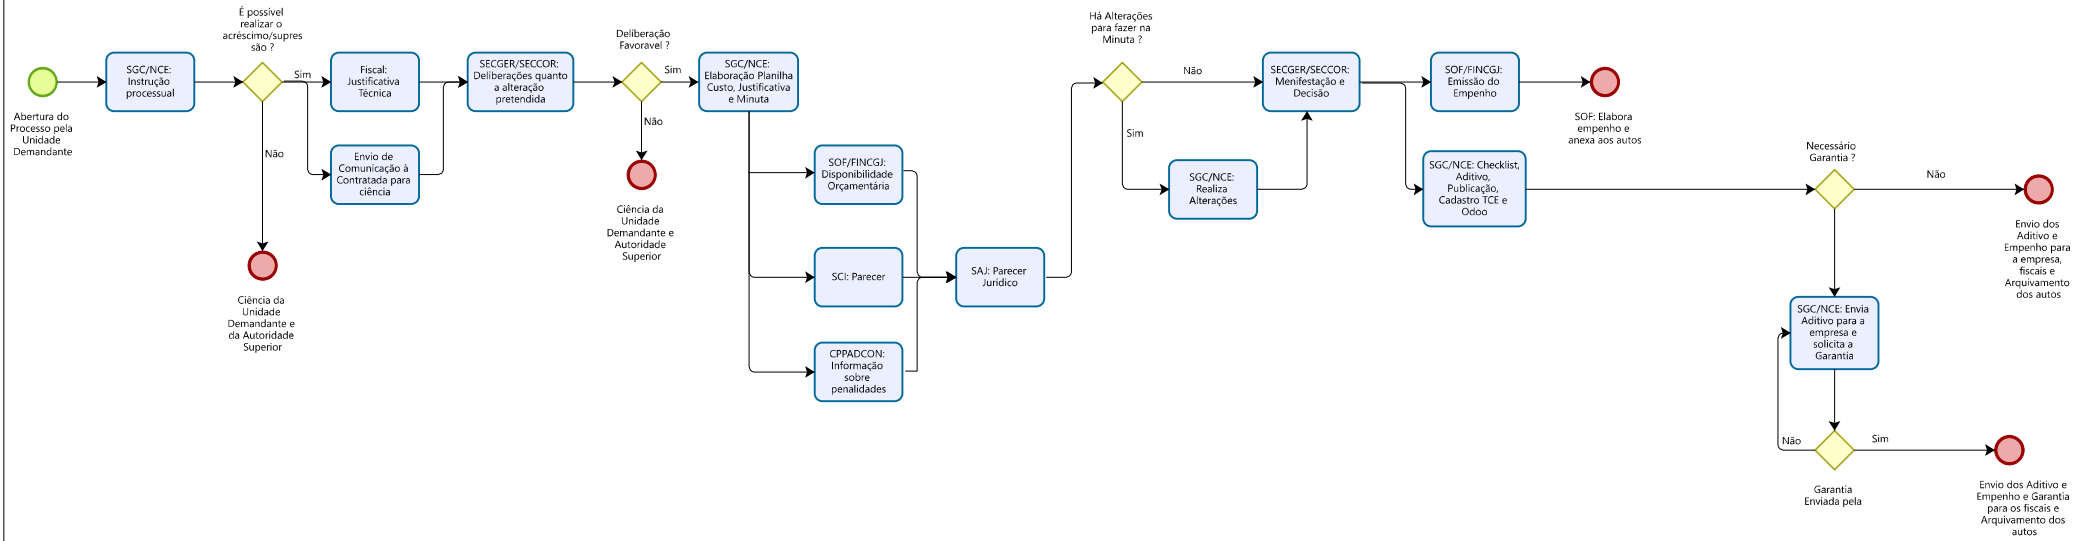 É possível
realizar o
acréscimo/supres
são ?
Abertura do
Processo pela
Unidade
Demandante
SGC/NCE:
Instrução
processual
Sim
Não
Ciência da
Unidade
Demandante e
da Autoridade
Superior
Fiscal:
Justificativa
Técnica
Envio de
Comunicação à
Contratada para
ciência
SECGER/SECCOR:
Deliberações quanto
a alteração
pretendida
Deliberação
Favoravel ?
Sim
Não
Ciência da
Unidade
Demandante e
Autoridade
Superior
SGC/NCE:
Elaboração Planilha
Custo, Justificativa
e Minuta
SOF/FINCGJ:
Disponibilidade
Orçamentária
SCI: Parecer
CPPADCON:
Informação
sobre
penalidades
SAJ: Parecer
Jurídico
Há Alterações
para fazer na
Minuta ?
Não
Sim
SGC/NCE:
Realiza
Alterações
SECGER/SECCOR:
Menifestação e
Decisão
SOF/FINCGJ:
Emissão do
Empenho
SOF: Elabora
empenho e
anexa aos autos
SGC/NCE: Checklist,
Aditivo,
Publicação,
Cadastro TCE e
Odoo
Necessário
Garantia ?
Não
Envio dos
Aditivo e
Empenho para
a empresa,
fiscais e
Arquivamento
dos autos
SGC/NCE: Envia
Aditivo para a
empresa e
solicita a
Garantia
Não
Sim
Garantia
Enviada pela
Envio dos Aditivo e
Empenho e Garantia
para os fiscais e
Arquivamento dos
autos